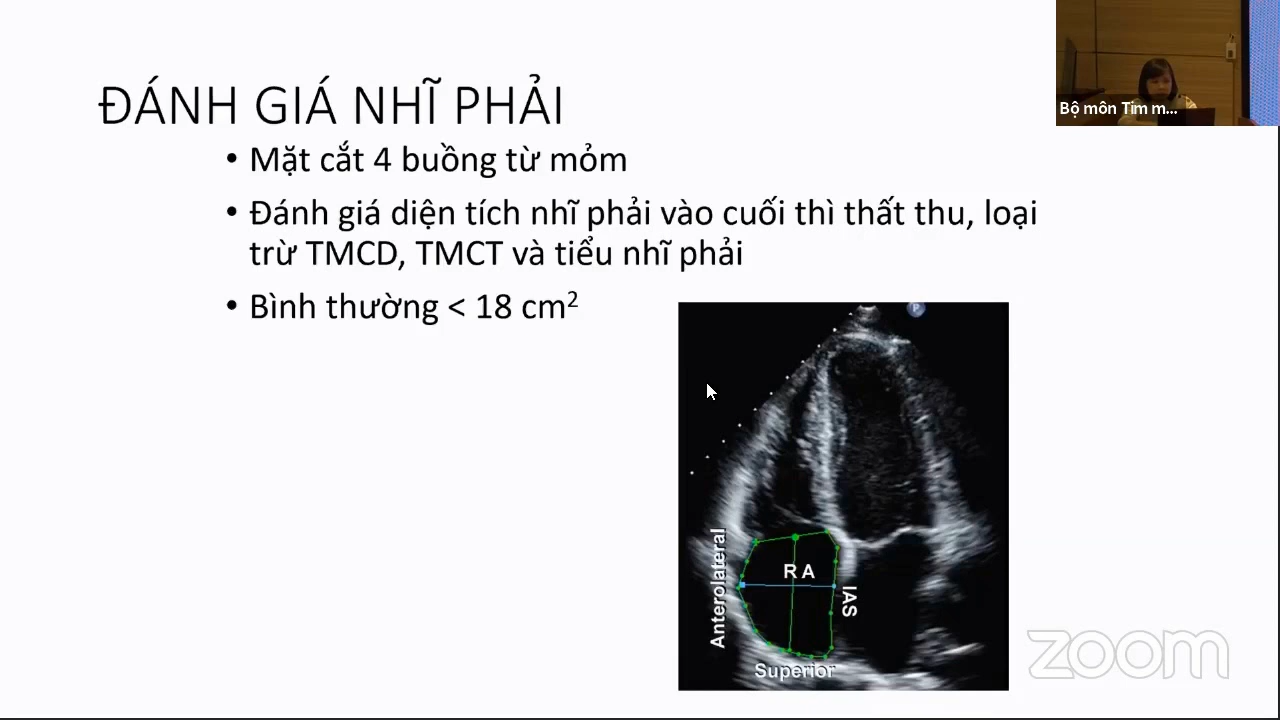 ĐÁNH GIÁ NHĨ PHẢI
• Mặt cắt 4 buồng từ mỏm
• Đánh giá diện tích nhĩ phải vào cuối thì thất thu, loại
trừ TMCD, TMCT và tiểu nhĩ phải
• Bình thường < 18 cm²
Bộ môn Tim m...
P
RA
Anterolateral
IAS
Superior
zoom